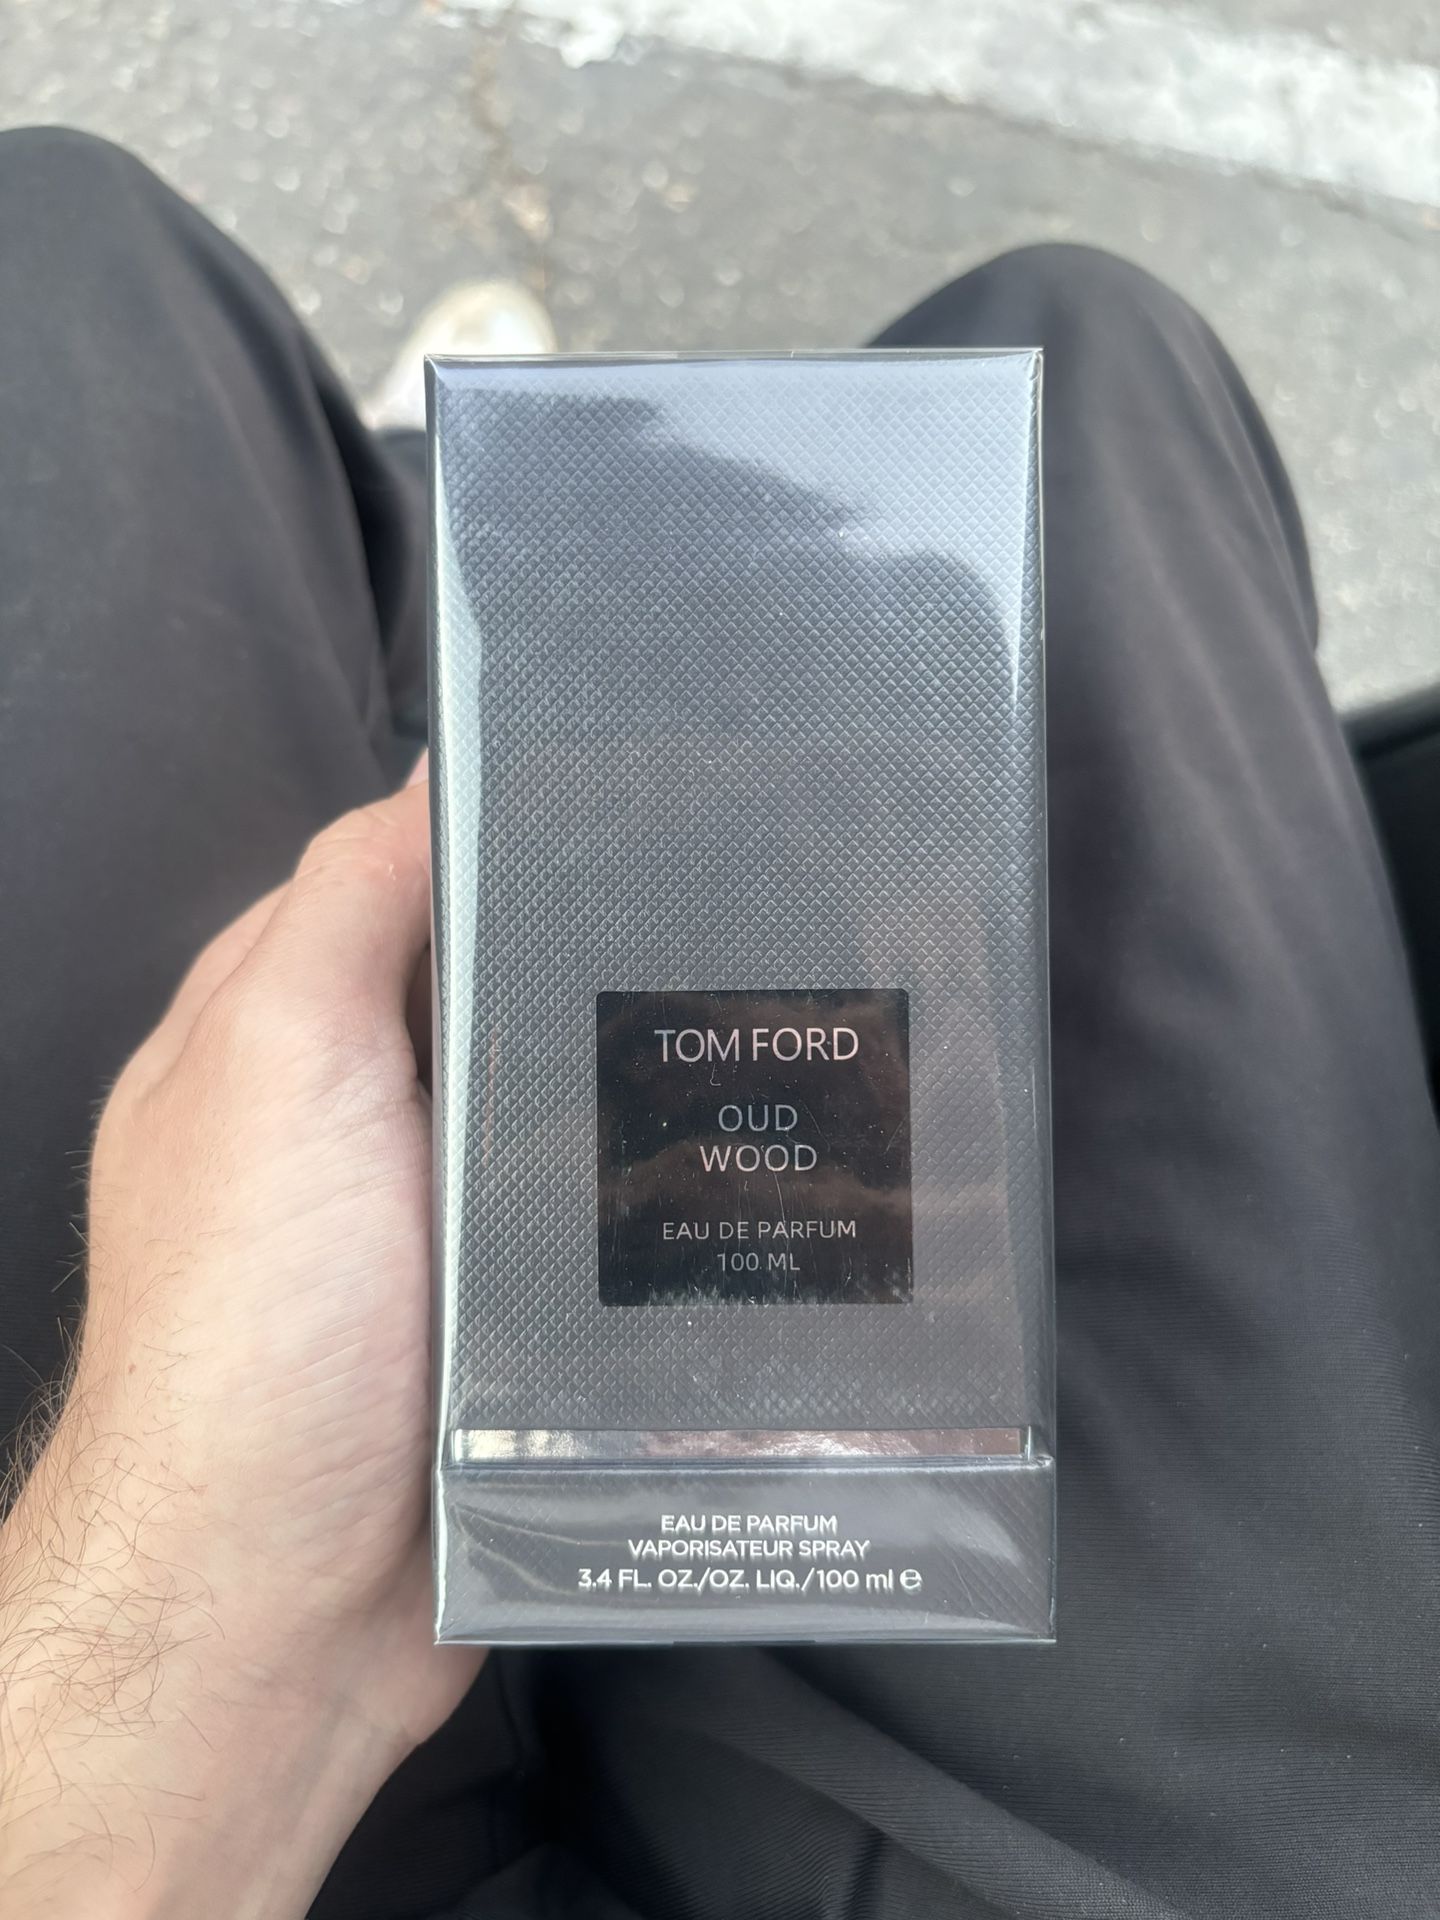 TOM FORD
OUD
WOOD
EAU DE PARFUM
100 ML
EAU DE PARFUM
VAPORISATEUR SPRAY
3.4 FL. OZ./OZ. LIQ./100 ml ℮